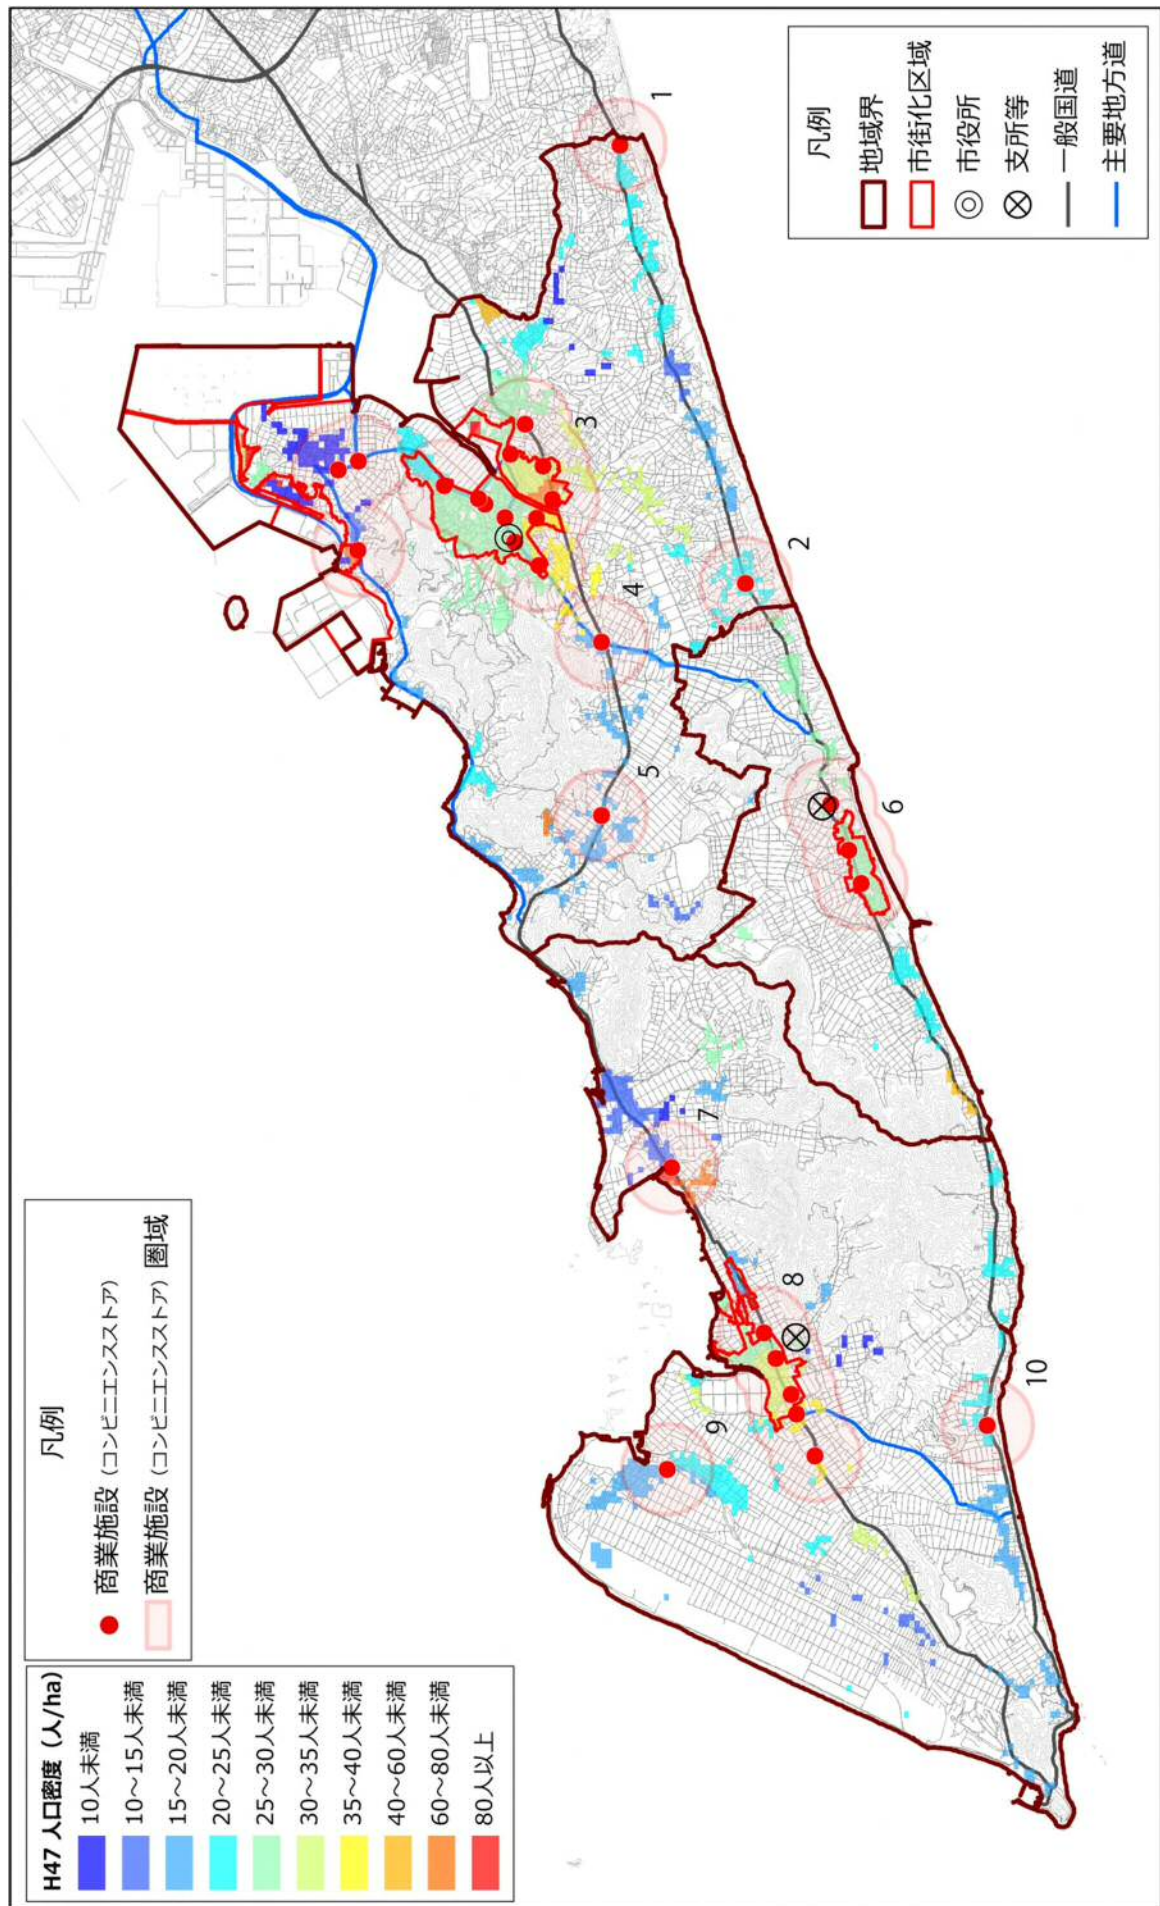 H47 人口密度（人/ha）
10人未満
10～15人未満
15～20人未満
20～25人未満
25～30人未満
30～35人未満
35～40人未満
40～60人未満
60～80人未満
80人以上
凡例
商業施設（コンビニエンスストア）
商業施設（コンビニエンスストア）圏域
凡例
地域界
市街化区域
市役所
支所等
一般国道
主要地方道
1
2
3
4
5
6
7
8
9
10